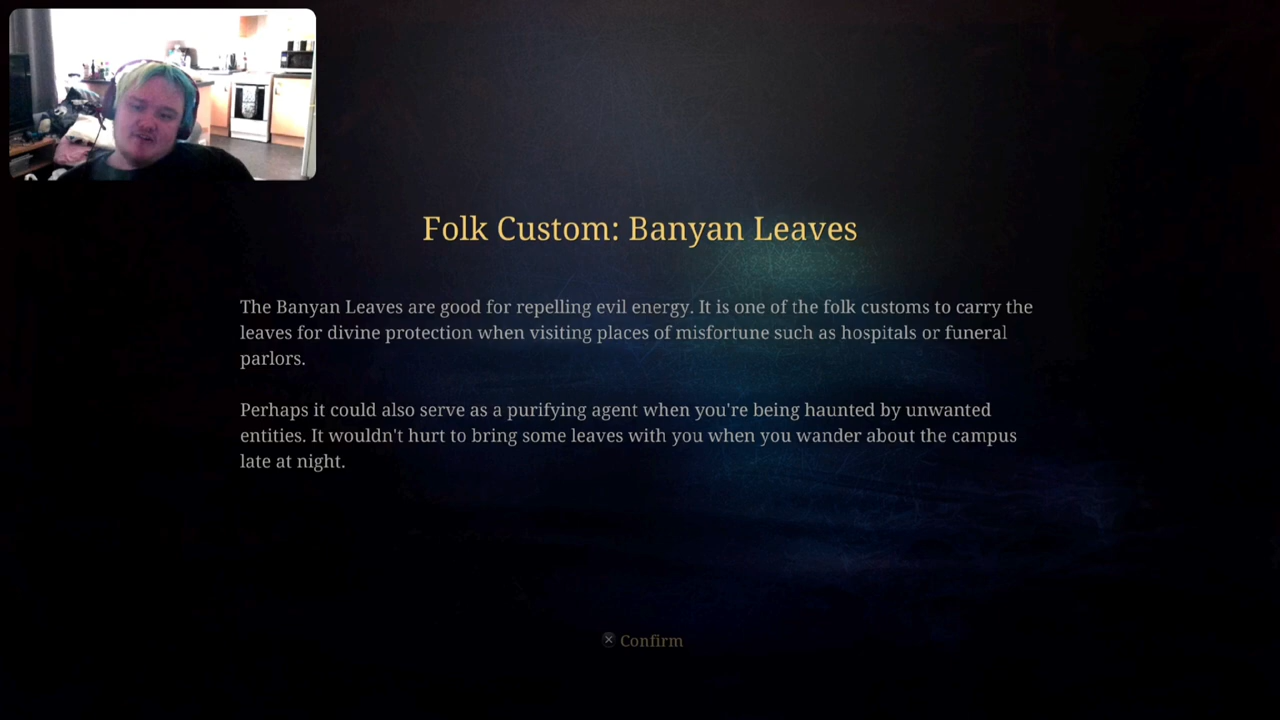 Folk Custom: Banyan Leaves
The Banyan Leaves are good for repelling evil energy. It is one of the folk customs to carry the
leaves for divine protection when visiting places of misfortune such as hospitals or funeral
parlors.
Perhaps it could also serve as a purifying agent when you're being haunted by unwanted
entities. It wouldn't hurt to bring some leaves with you when you wander about the campus
late at night.
Confirm